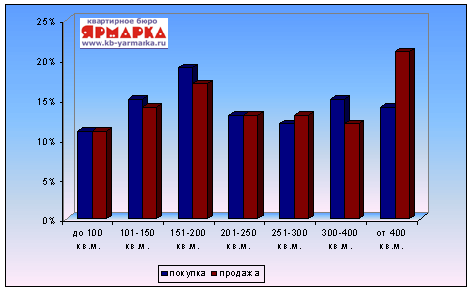 квартирное бюро
ЯРМАРКА
www.kb-yarmarka.ru
25%
20%
15%
10%
5%
0%
до 100 кв.м.
101-150 кв.м.
151-200 кв.м.
201-250 кв.м.
251-300 кв.м.
300-400 кв.м.
от 400 кв.м.
покупка
продажа